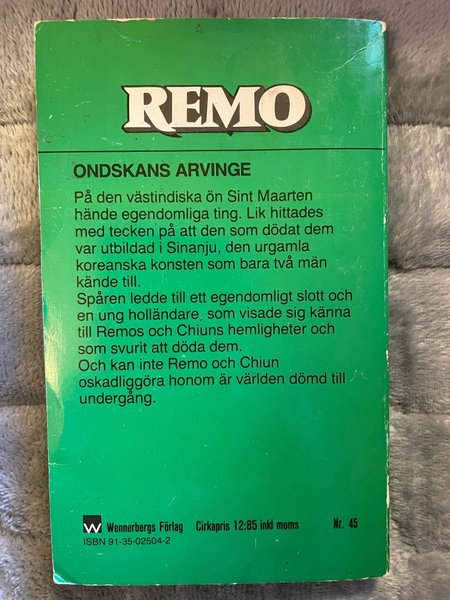 REMO
ONDSKANS ARVINGE
På den västindiska ön Sint Maarten
hände egendomliga ting. Lik hittades
med tecken på att den som dödat dem
var utbildad i Sinanju, den urgamla
koreanska konsten som bara två män
kände till.
Spåren ledde till ett egendomligt slott och
en ung holländare, som visade sig känna
till Remos och Chiuns hemligheter och
som svurit att döda dem.
Och kan inte Remo och Chiun
oskadliggöra honom är världen dömd till
undergång.
W Wennerbergs Förlag Cirkapris 12:85 inkl moms Nr. 45
ISBN 91-35-02504-2